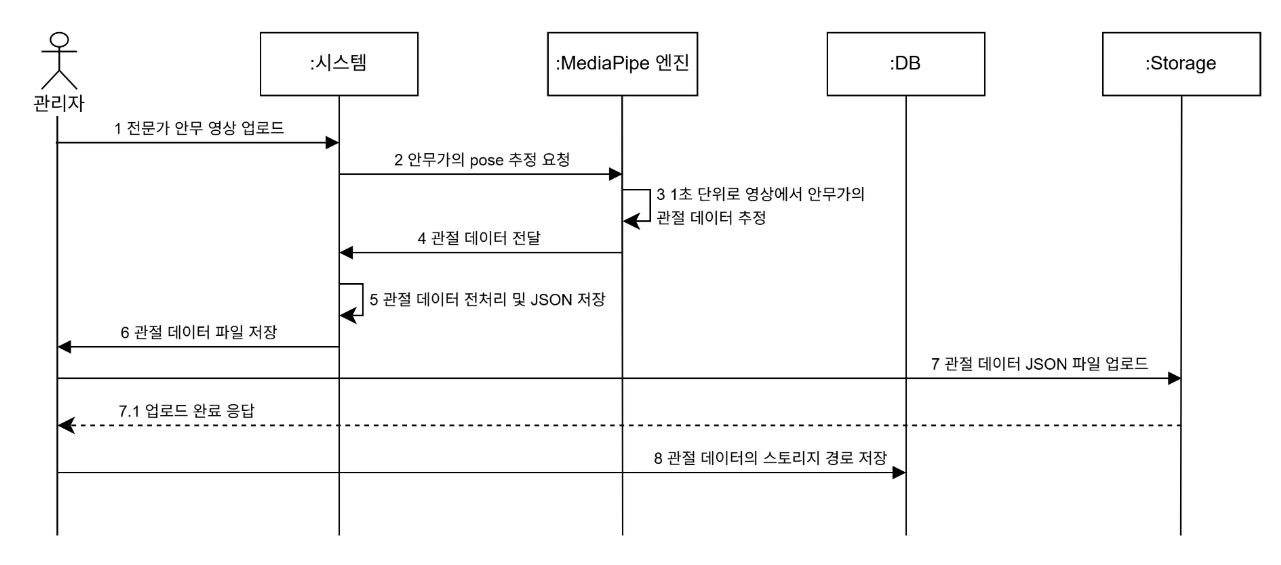 :시스템
:MediaPipe 엔진
:DB
:Storage
관리자
1 전문가 안무 영상 업로드
2 안무가의 pose 추정 요청
3 1초 단위로 영상에서 안무가의
관절 데이터 추정
4 관절 데이터 전달
5 관절 데이터 전처리 및 JSON 저장
6 관절 데이터 파일 저장
7 관절 데이터 JSON 파일 업로드
7.1 업로드 완료 응답
8 관절 데이터의 스토리지 경로 저장